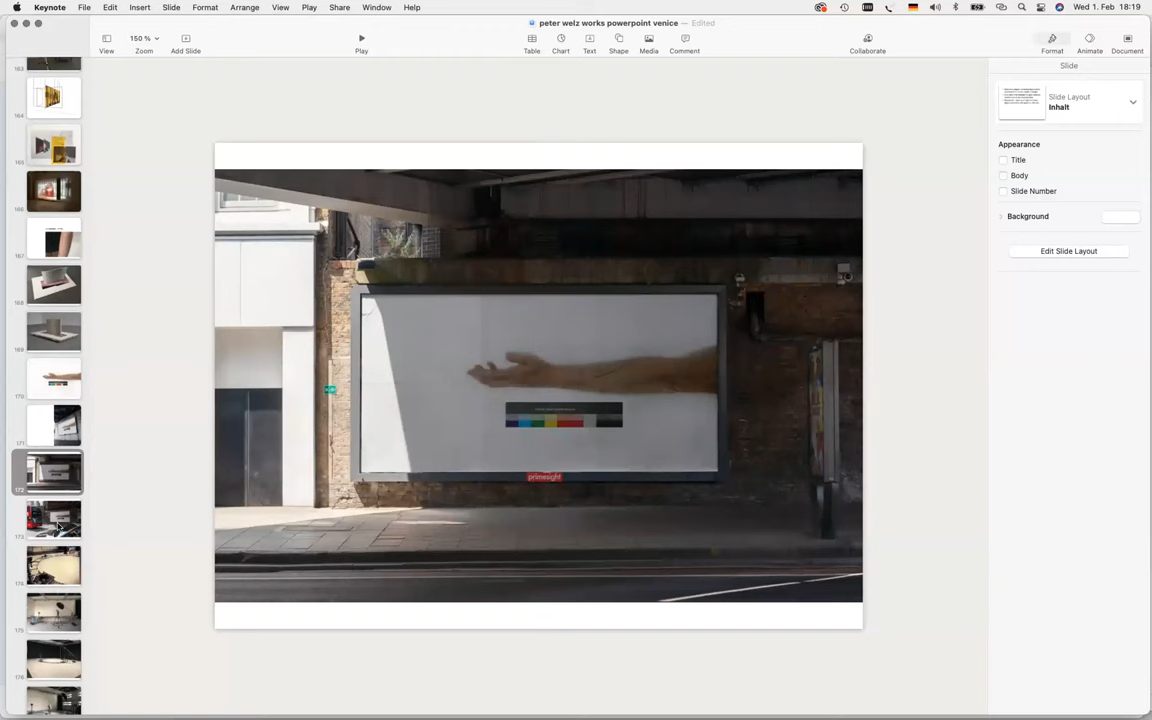 Keynote File Edit Insert Slide Format Arrange View Play Share Window Help Wed 1. Feb 18:19
peter welz works powerpoint venice — Edited
150 %
View Zoom Add Slide Play Table Chart Text Shape Media Comment Collaborate Format Animate Document
Slide
Slide Layout
Inhalt
Appearance
Title
Body
Slide Number
Background
Edit Slide Layout
163
164
165
166
167
168
169
170
171
172
173
174
175
176
primesight